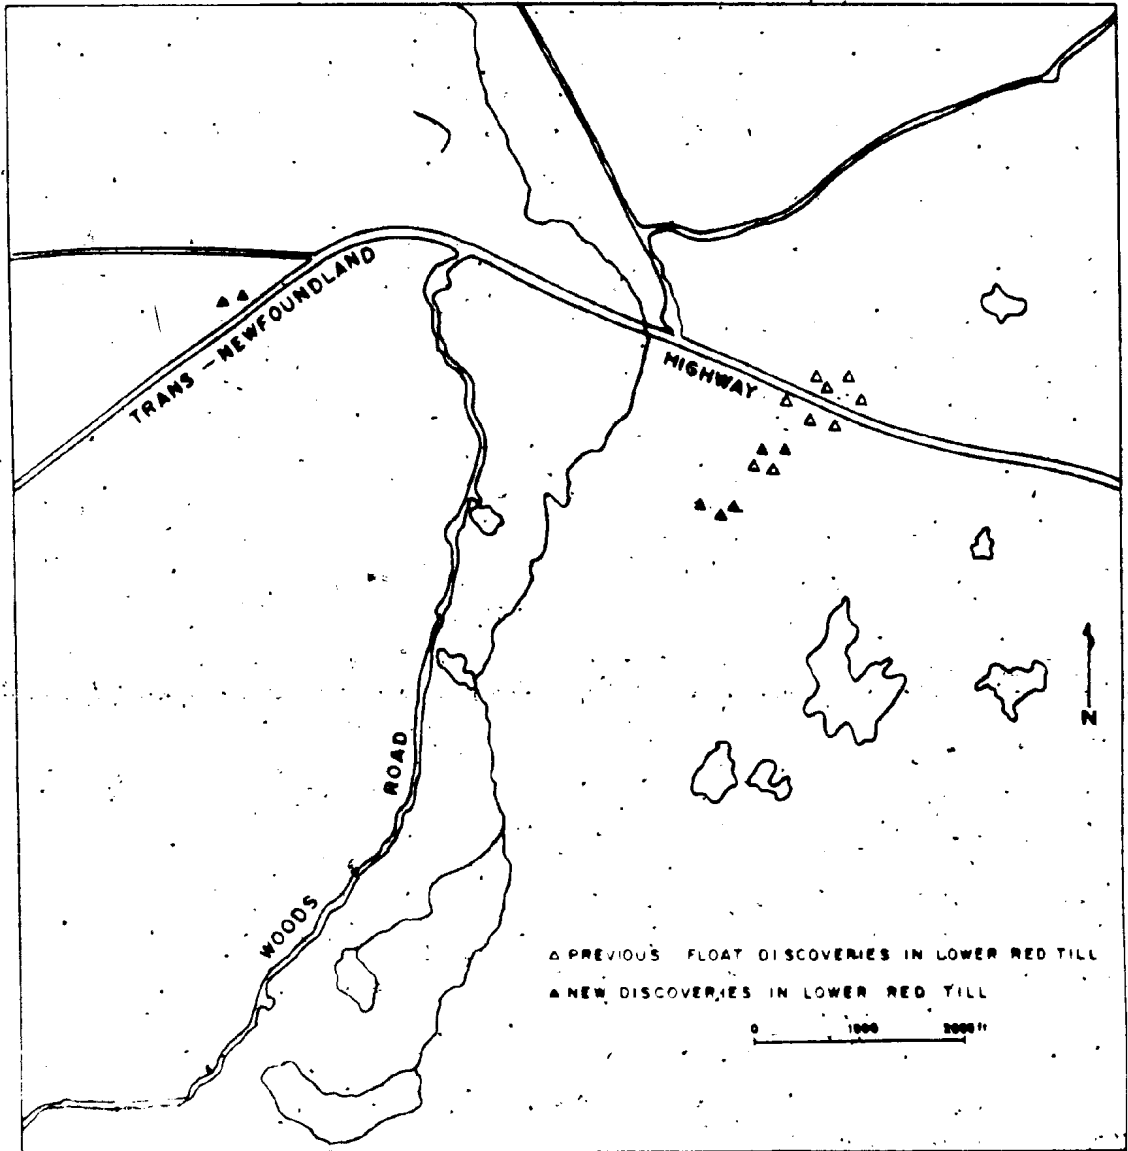 TRANS - NEWFOUNDLAND
HIGHWAY
ROAD
WOODS
N
△ PREVIOUS FLOAT DISCOVERIES IN LOWER RED TILL
▲ NEW DISCOVERIES IN LOWER RED TILL
0 1000 2000 ft